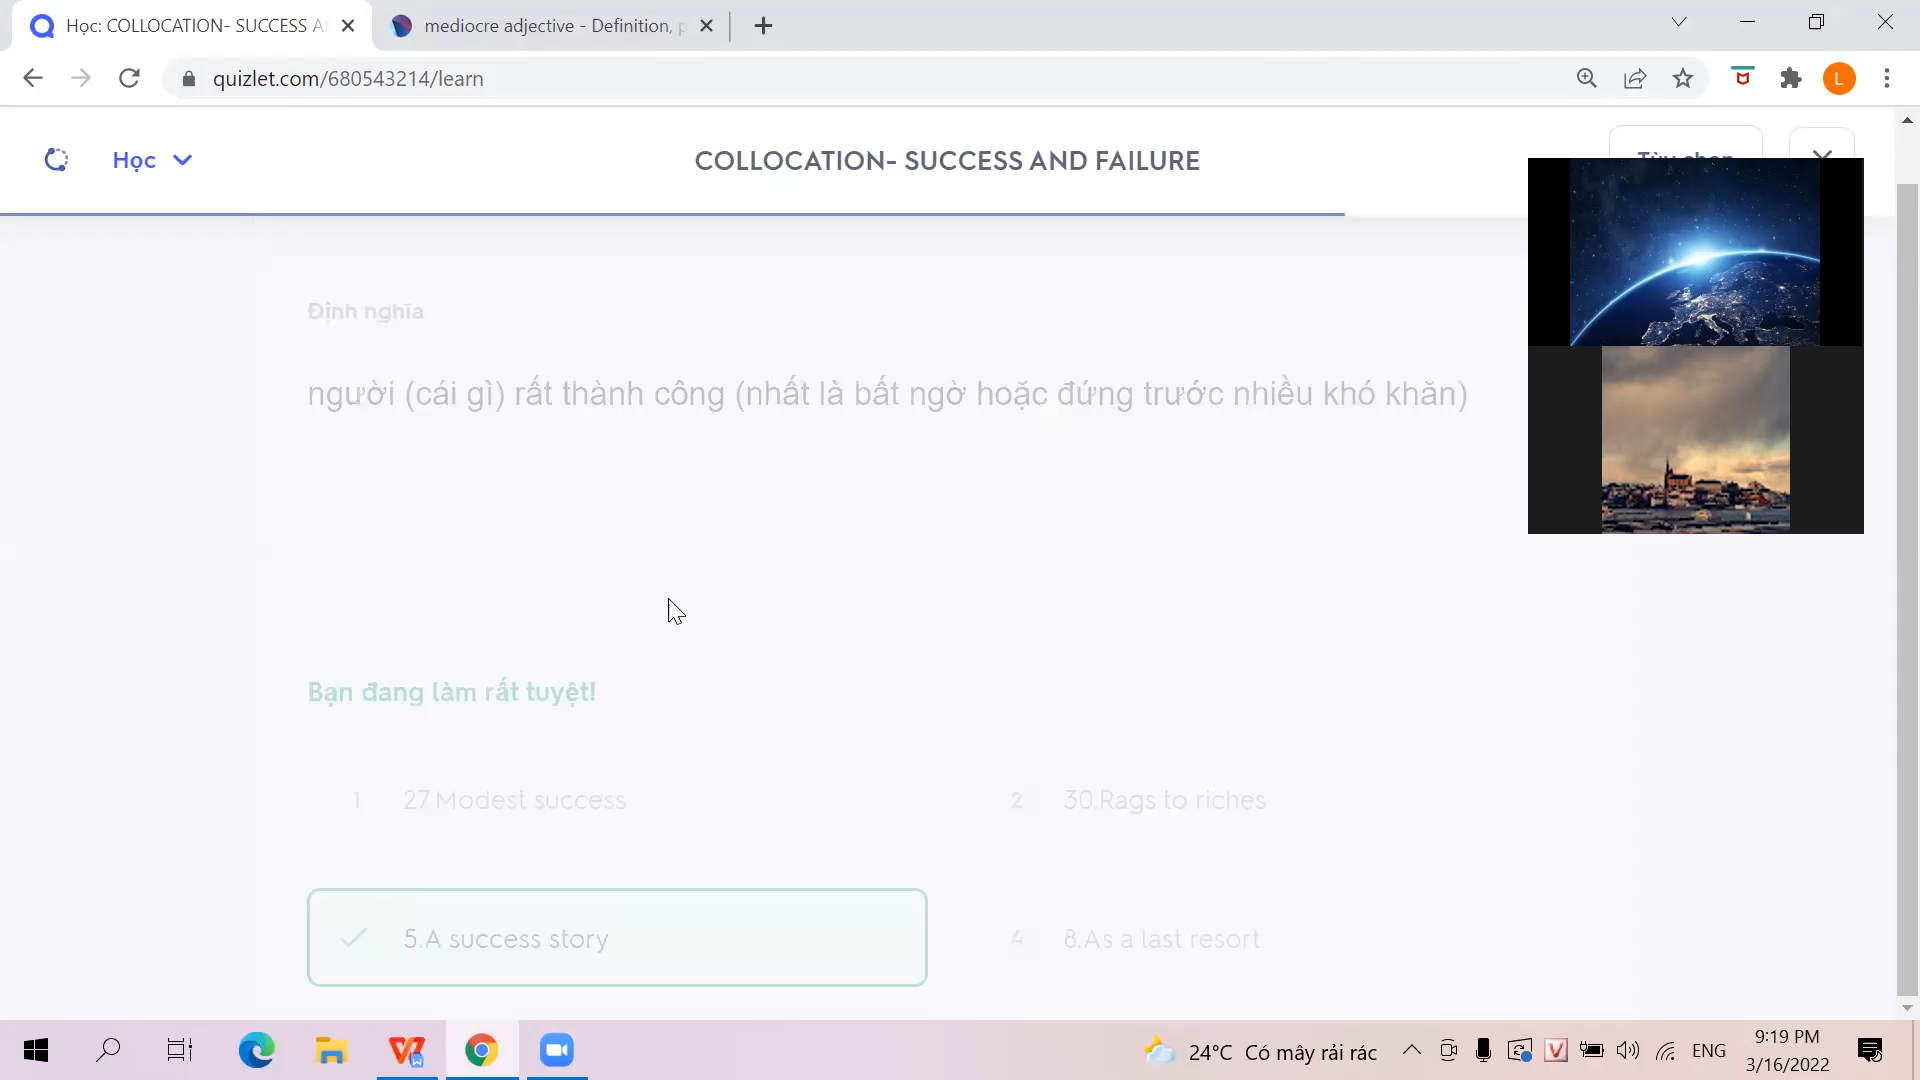 Học: COLLOCATION- SUCCESS A
mediocre adjective - Definition,
quizlet.com/680543214/learn
L
Học
COLLOCATION- SUCCESS AND FAILURE
Tùy chọn
Định nghĩa
người (cái gì) rất thành công (nhất là bất ngờ hoặc đứng trước nhiều khó khăn)
Bạn đang làm rất tuyệt!
1 27.Modest success
2 30.Rags to riches
5.A success story
4 8.As a last resort
24°C Có mây rải rác
ENG
9:19 PM
3/16/2022